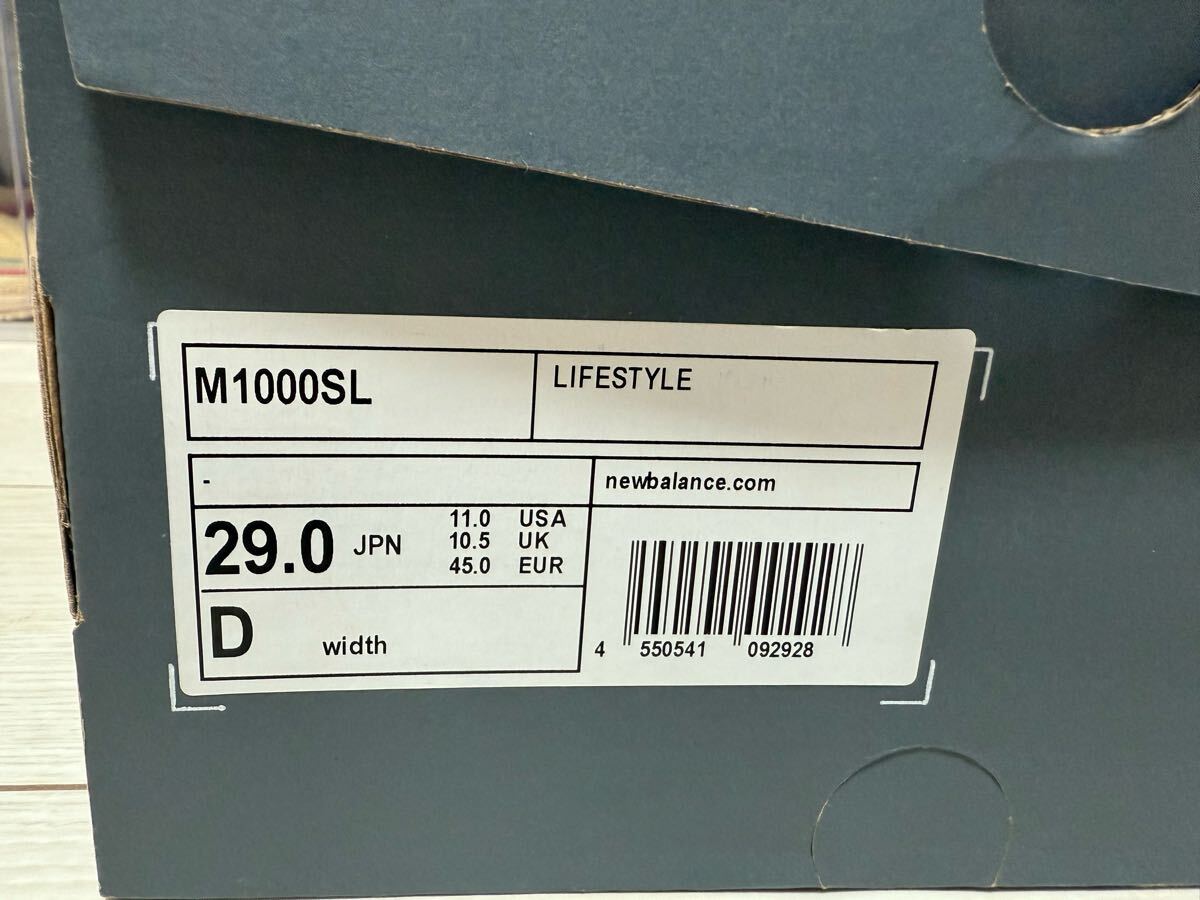 M1000SL LIFESTYLE
- newbalance.com
29.0 JPN 11.0 USA
10.5 UK
45.0 EUR
D width
4 550541 092928